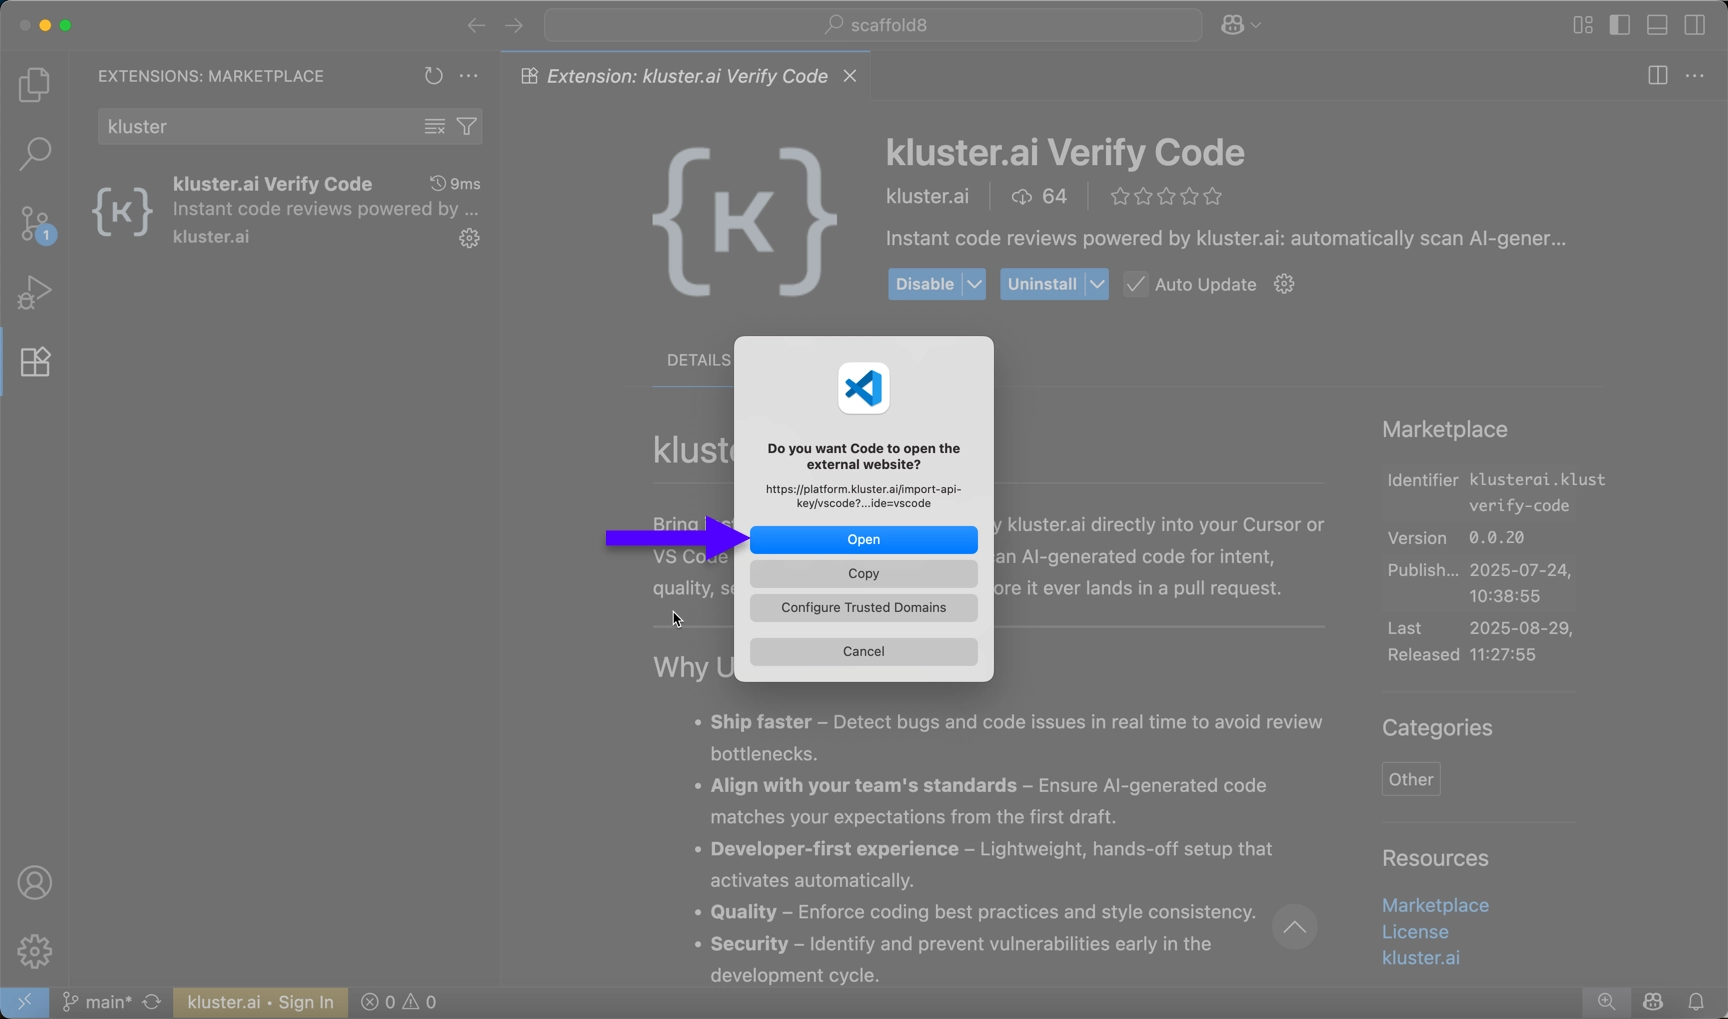 scaffold8
EXTENSIONS: MARKETPLACE
Extension: kluster.ai Verify Code
kluster
kluster.ai Verify Code
9ms
Instant code reviews powered by ...
kluster.ai
1
{K}
{K}
kluster.ai Verify Code
kluster.ai
64
Instant code reviews powered by kluster.ai: automatically scan AI-gener...
Disable
Uninstall
Auto Update
DETAILS
Do you want Code to open the
external website?
https://platform.kluster.ai/import-api-
key/vscode?...ide=vscode
Open
Copy
Configure Trusted Domains
Cancel
Bring
kluster.ai directly into your Cursor or
VS Code
AI-generated code for intent,
quality,
it ever lands in a pull request.
Why
Ship faster – Detect bugs and code issues in real time to avoid review
bottlenecks.
Align with your team's standards – Ensure AI-generated code
matches your expectations from the first draft.
Developer-first experience – Lightweight, hands-off setup that
activates automatically.
Quality – Enforce coding best practices and style consistency.
Security – Identify and prevent vulnerabilities early in the
development cycle.
Marketplace
Identifier klusterai.klust
verify-code
Version 0.0.20
Publish... 2025-07-24,
10:38:55
Last 2025-08-29,
Released 11:27:55
Categories
Other
Resources
Marketplace
License
kluster.ai
main*
kluster.ai • Sign In
0
0